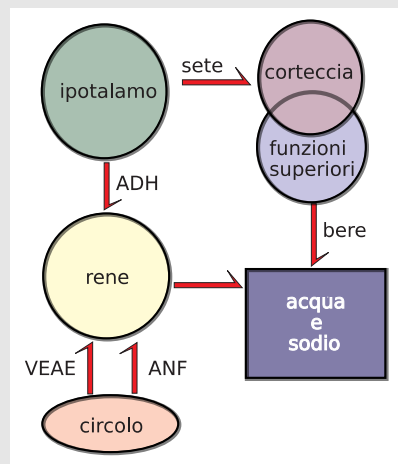 ipotalamo
sete
corteccia
funzioni
superiori
ADH
bere
rene
acqua
e
sodio
VEAE
ANF
circolo